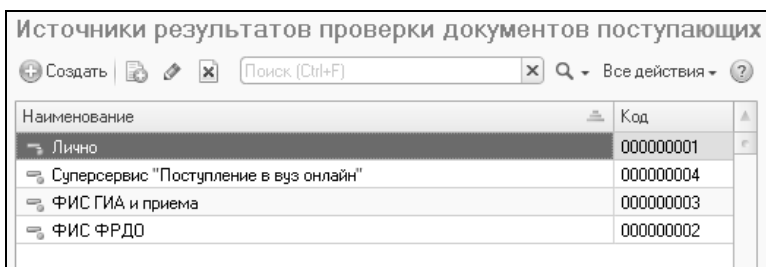 Источники результатов проверки документов поступающих
Создать Поиск (Ctrl+F) Все действия ?
Наименование Код
Лично 000000001
Суперсервис "Поступление в вуз онлайн" 000000004
ФИС ГИА и приема 000000003
ФИС ФРДО 000000002